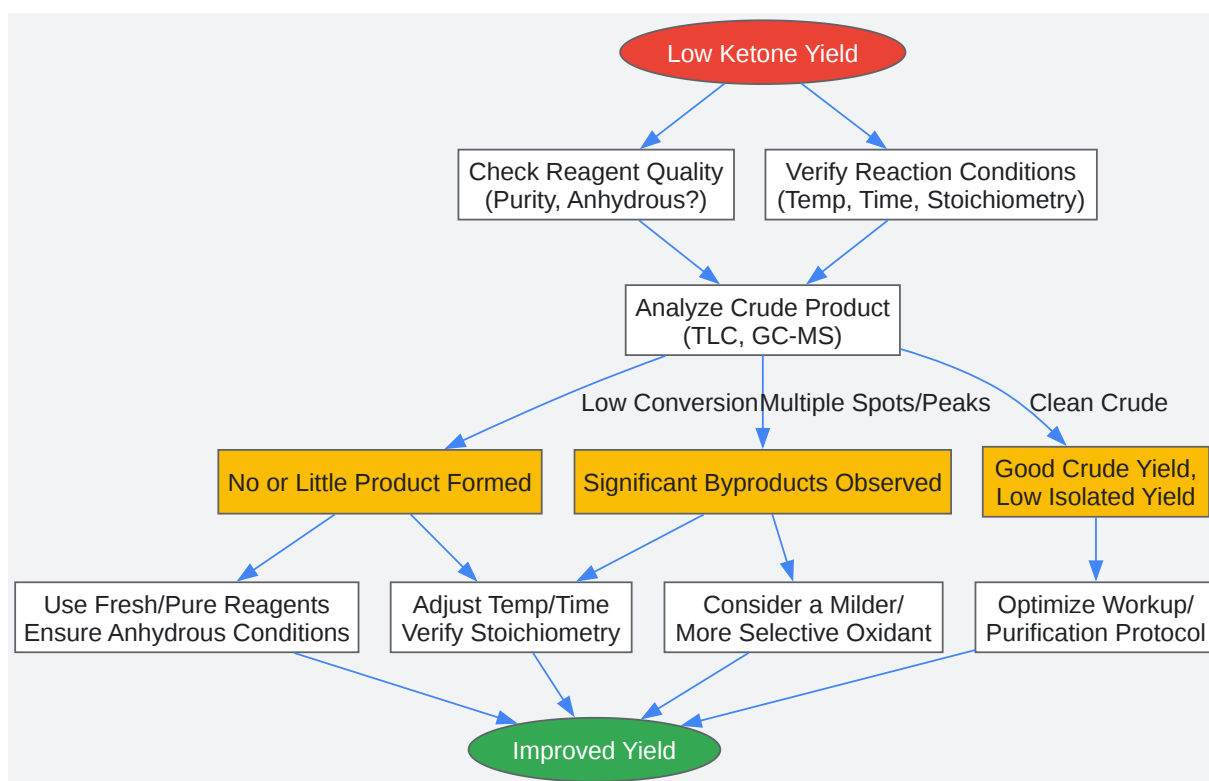 Low Ketone Yield
Check Reagent Quality
(Purity, Anhydrous?)
Verify Reaction Conditions
(Temp, Time, Stoichiometry)
Analyze Crude Product
(TLC, GC-MS)
Low Conversion
Multiple Spots/Peaks
Clean Crude
No or Little Product Formed
Significant Byproducts Observed
Good Crude Yield,
Low Isolated Yield
Use Fresh/Pure Reagents
Ensure Anhydrous Conditions
Adjust Temp/Time
Verify Stoichiometry
Consider a Milder/
More Selective Oxidant
Optimize Workup/
Purification Protocol
Improved Yield